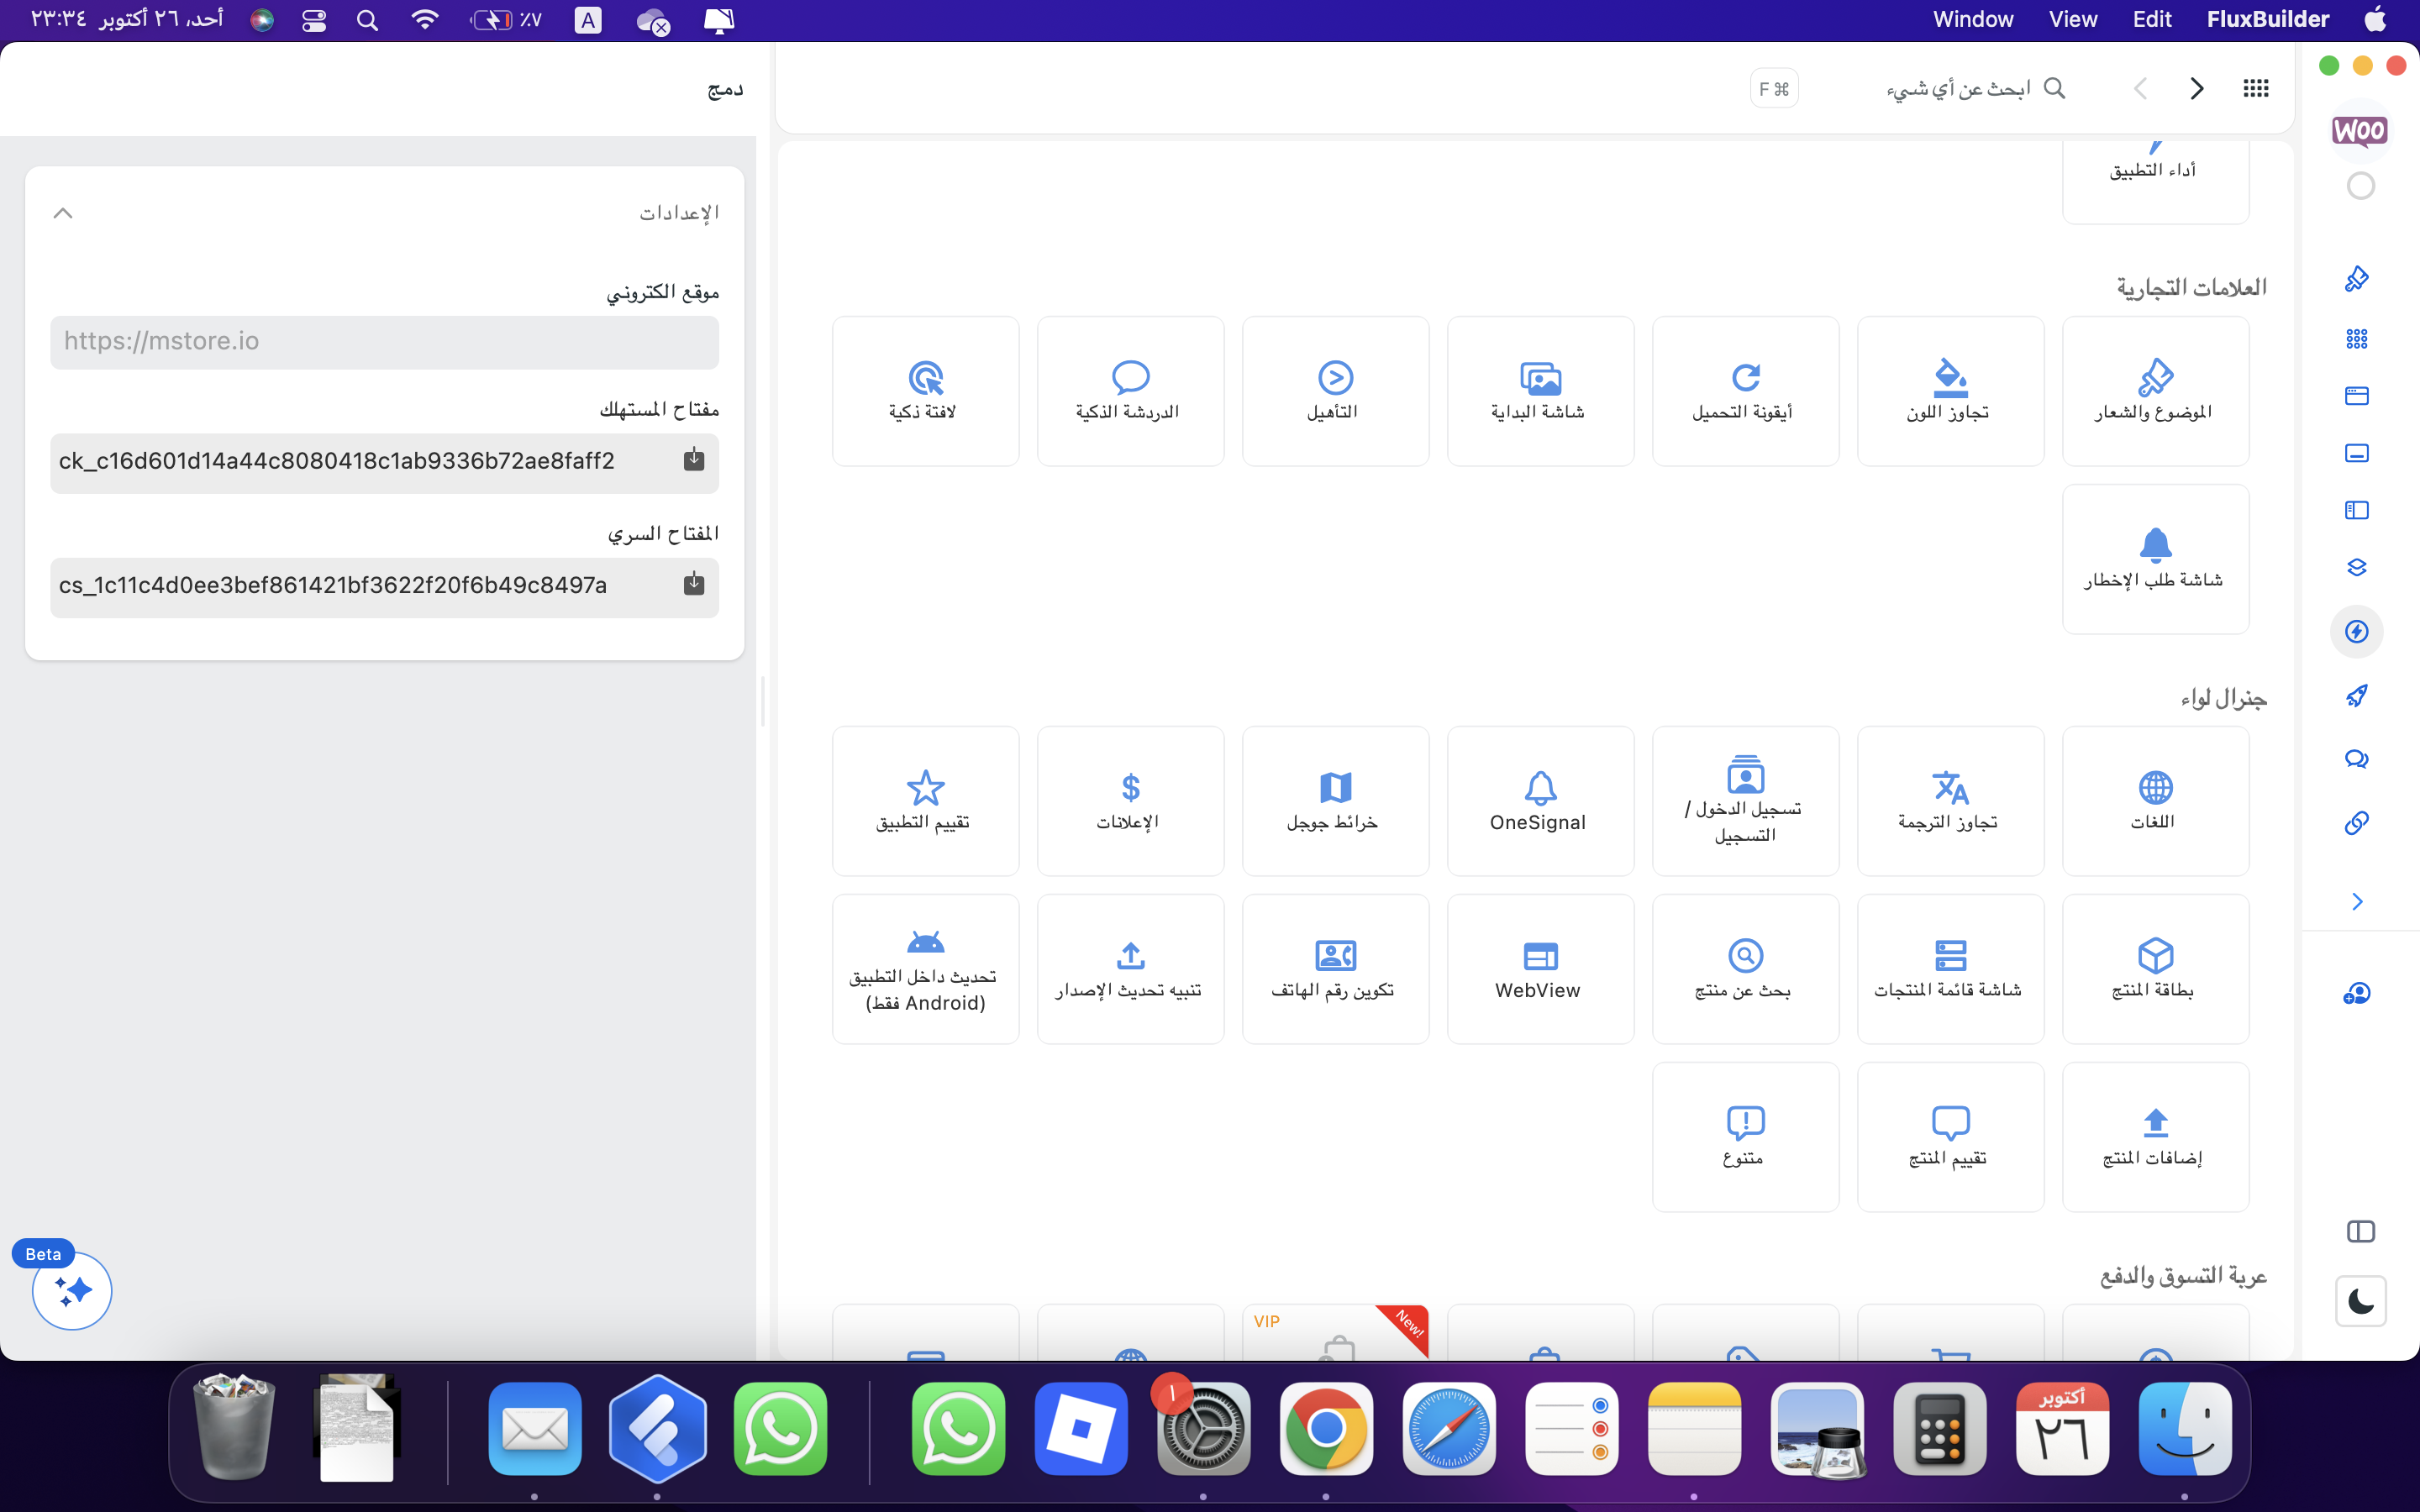 FluxBuilder Edit View Window
A ٪٧ أحد، ٢٦ أكتوبر ٢٣:٣٤
WOO
ابحث عن أي شيء
F ⌘
دمج
الإعدادات
موقع الكتروني
https://mstore.io
مفتاح المستهلك
ck_c16d601d14a44c8080418c1ab9336b72ae8faff2
المفتاح السري
cs_1c11c4d0ee3bef861421bf3622f20f6b49c8497a
أداء التطبيق
العلامات التجارية
الموضوع والشعار
تجاوز اللون
أيقونة التحميل
شاشة البداية
التأهيل
الدردشة الذكية
لافتة ذكية
شاشة طلب الإخطار
جنرال لواء
اللغات
تجاوز الترجمة
تسجيل الدخول /
التسجيل
OneSignal
خرائط جوجل
الإعلانات
تقييم التطبيق
بطاقة المنتج
شاشة قائمة المنتجات
بحث عن منتج
WebView
تكوين رقم الهاتف
تنبيه تحديث الإصدار
تحديث داخل التطبيق
(Android فقط)
إضافات المنتج
تقييم المنتج
متنوع
عربة التسوق والدفع
VIP
New!
Beta
أكتوبر
٢٦
١